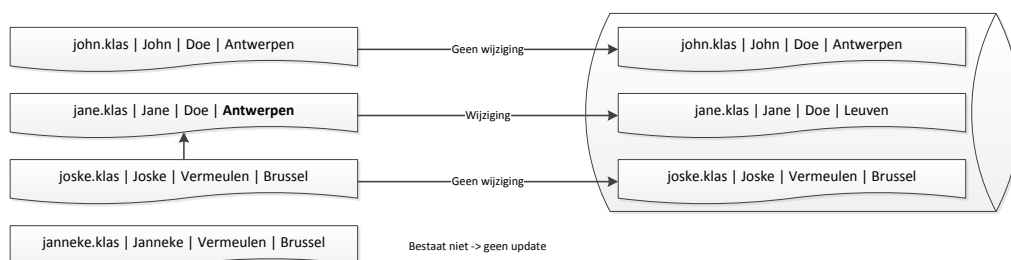 john.klas | John | Doe | Antwerpen
Geen wijziging
john.klas | John | Doe | Antwerpen
jane.klas | Jane | Doe | Antwerpen
Wijziging
jane.klas | Jane | Doe | Leuven
joske.klas | Joske | Vermeulen | Brussel
Geen wijziging
joske.klas | Joske | Vermeulen | Brussel
janneke.klas | Janneke | Vermeulen | Brussel
Bestaat niet -> geen update